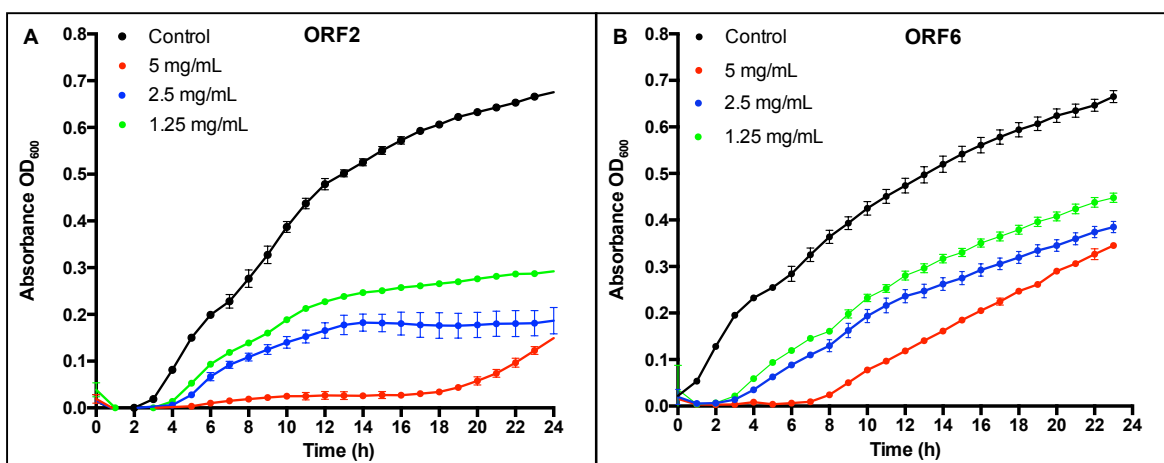 A
ORF2
Control
5 mg/mL
2.5 mg/mL
1.25 mg/mL
Absorbance OD600
0.8
0.7
0.6
0.5
0.4
0.3
0.2
0.1
0.0
0 2 4 6 8 10 12 14 16 18 20 22 24
Time (h)
B
ORF6
Control
5 mg/mL
2.5 mg/mL
1.25 mg/mL
Absorbance OD600
0.8
0.7
0.6
0.5
0.4
0.3
0.2
0.1
0.0
0 2 4 6 8 10 12 14 16 18 20 22 24
Time (h)